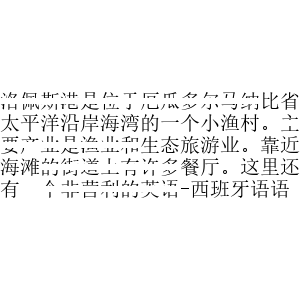 洛佩斯港是位于厄瓜多尔马纳比省
太平洋沿岸海湾的一个小渔村。主
要产业是渔业和生态旅游业。靠近
海滩的街道上有许多餐厅。这里还
有一个非营利的英语-西班牙语语